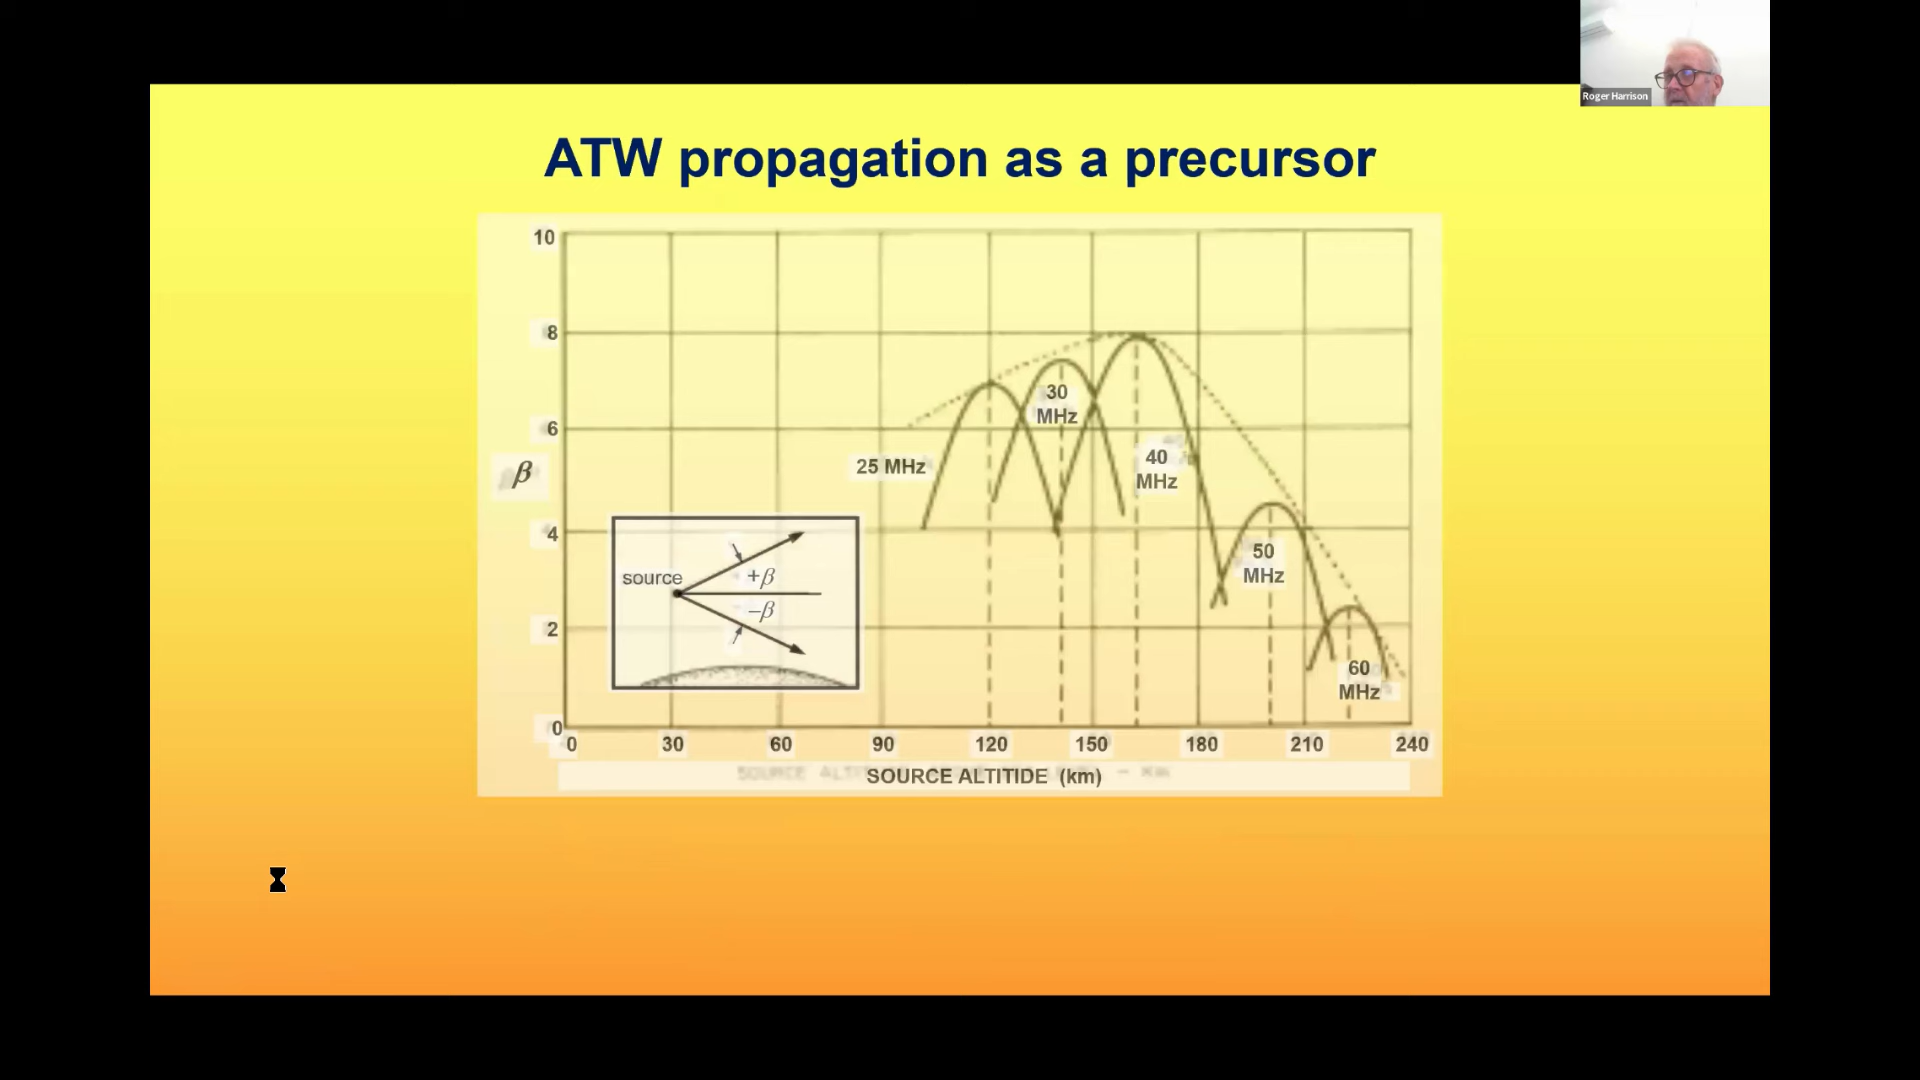 Roger Harrison
ATW propagation as a precursor
10
8
6
4
2
0
β
25 MHz
30
MHz
40
MHz
50
MHz
60
MHz
source
+β
–β
0
30
60
90
120
150
180
210
240
SOURCE ALTITIDE (km)